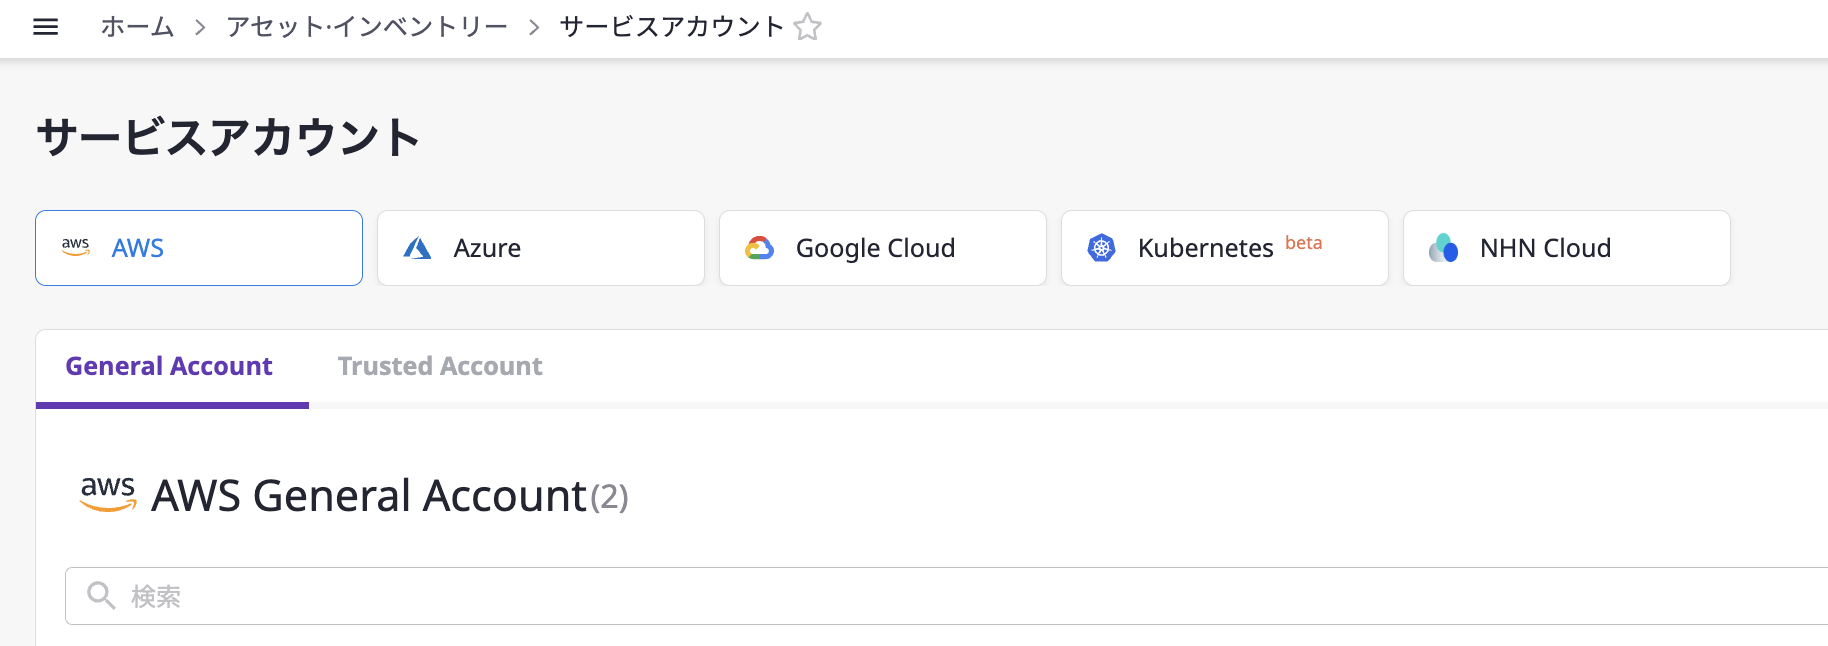 ホーム > アセット·インベントリー > サービスアカウント
サービスアカウント
aws AWS
Azure
Google Cloud
Kubernetes beta
NHN Cloud
General Account
Trusted Account
aws AWS General Account(2)
検索